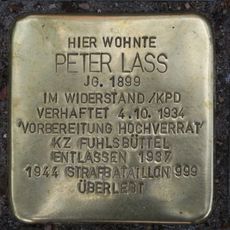 HIER WOHNTE
PETER LASS
JG. 1899
IM WIDERSTAND/KPD
VERHAFTET 4.10.1934
"VORBEREITUNG HOCHVERRAT"
KZ FUHLSBÜTTEL
ENTLASSEN 1937
1944 STRAFBATAILLON 999
ÜBERLEBT